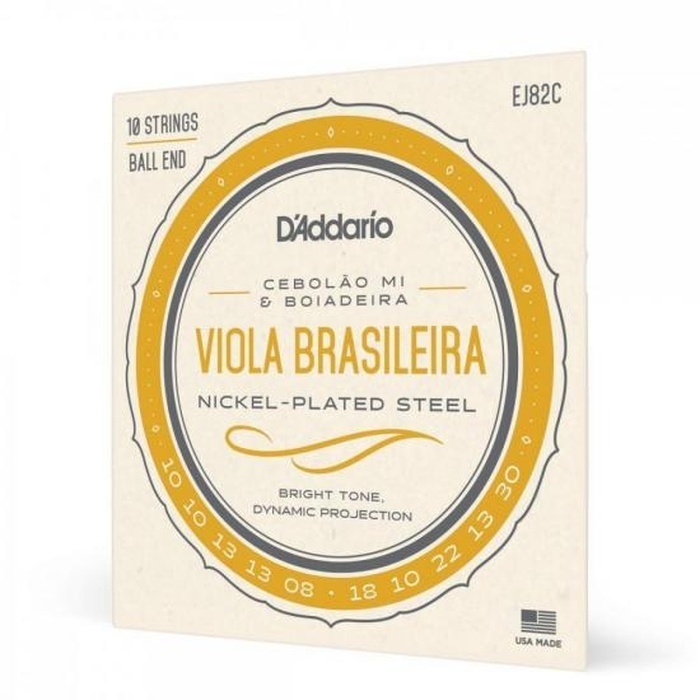 10 STRINGS
BALL END
EJ82C
D'Addario
CEBOLÃO MI
& BOIADEIRA
VIOLA BRASILEIRA
NICKEL-PLATED STEEL
BRIGHT TONE,
DYNAMIC PROJECTION
10 10 13 13 08 · 18 10 22 13 30
USA MADE